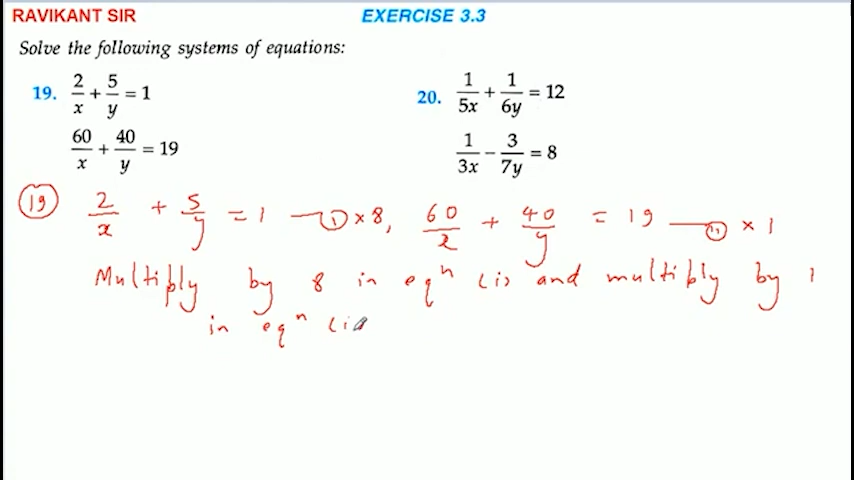 RAVIKANT SIR EXERCISE 3.3
Solve the following systems of equations:
19. 2/x + 5/y = 1
60/x + 40/y = 19
20. 1/5x + 1/6y = 12
1/3x - 3/7y = 8
(19) 2/x + 5/y = 1 —(i) × 8, 60/x + 40/y = 19 —(ii) × 1
Multiply by 8 in eqⁿ (i) and multiply by 1
in eqⁿ (ii